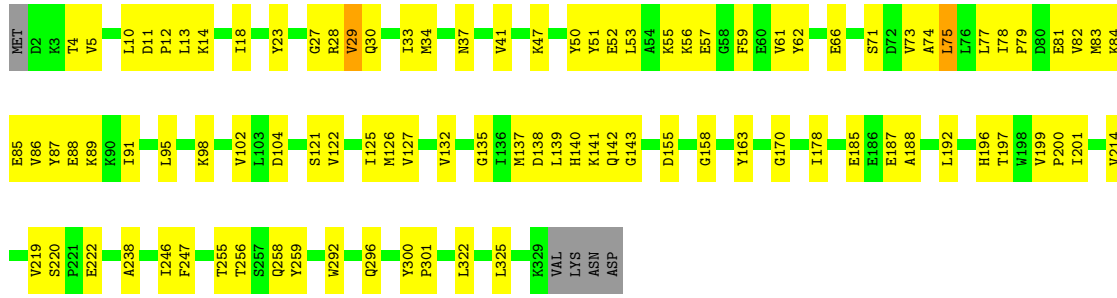 MET D2 K3 T4 V5 L10 D11 P12 L13 K14 I18 Y23 G27 R28 V29 Q30 I33 M34 N37 V41 K47 Y50 Y51 E52 L53 A54 K55 K56 E57 G58 F59 E60 V61 Y62 E66 S71 D72 V73 A74 L75 L76 L77 I78 P79 D80 E81 V82 M83 K84
E85 V86 Y87 E88 K89 K90 I91 L95 K98 V102 L103 D104 S121 V122 I125 M126 V127 V132 G135 I136 M137 D138 L139 H140 K141 Q142 G143 D155 G158 Y163 G170 I178 E185 E186 E187 A188 L192 H196 T197 W198 V199 P200 I201 V214
V219 S220 P221 E222 A238 I246 F247 T255 T256 S257 Q258 Y259 W292 Q296 Y300 P301 L322 L325 K329 VAL LYS ASN ASP